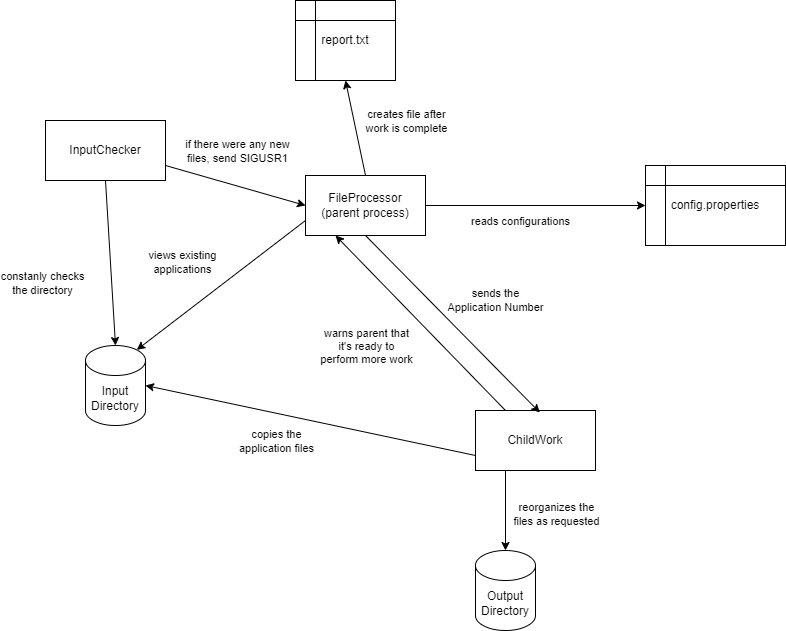 report.txt
creates file after
work is complete
InputChecker
if there were any new
files, send SIGUSR1
FileProcessor
(parent process)
config.properties
reads configurations
views existing
applications
constanly checks
the directory
sends the
Application Number
warns parent that
it's ready to
perform more work
Input
Directory
copies the
application files
ChildWork
reorganizes the
files as requested
Output
Directory